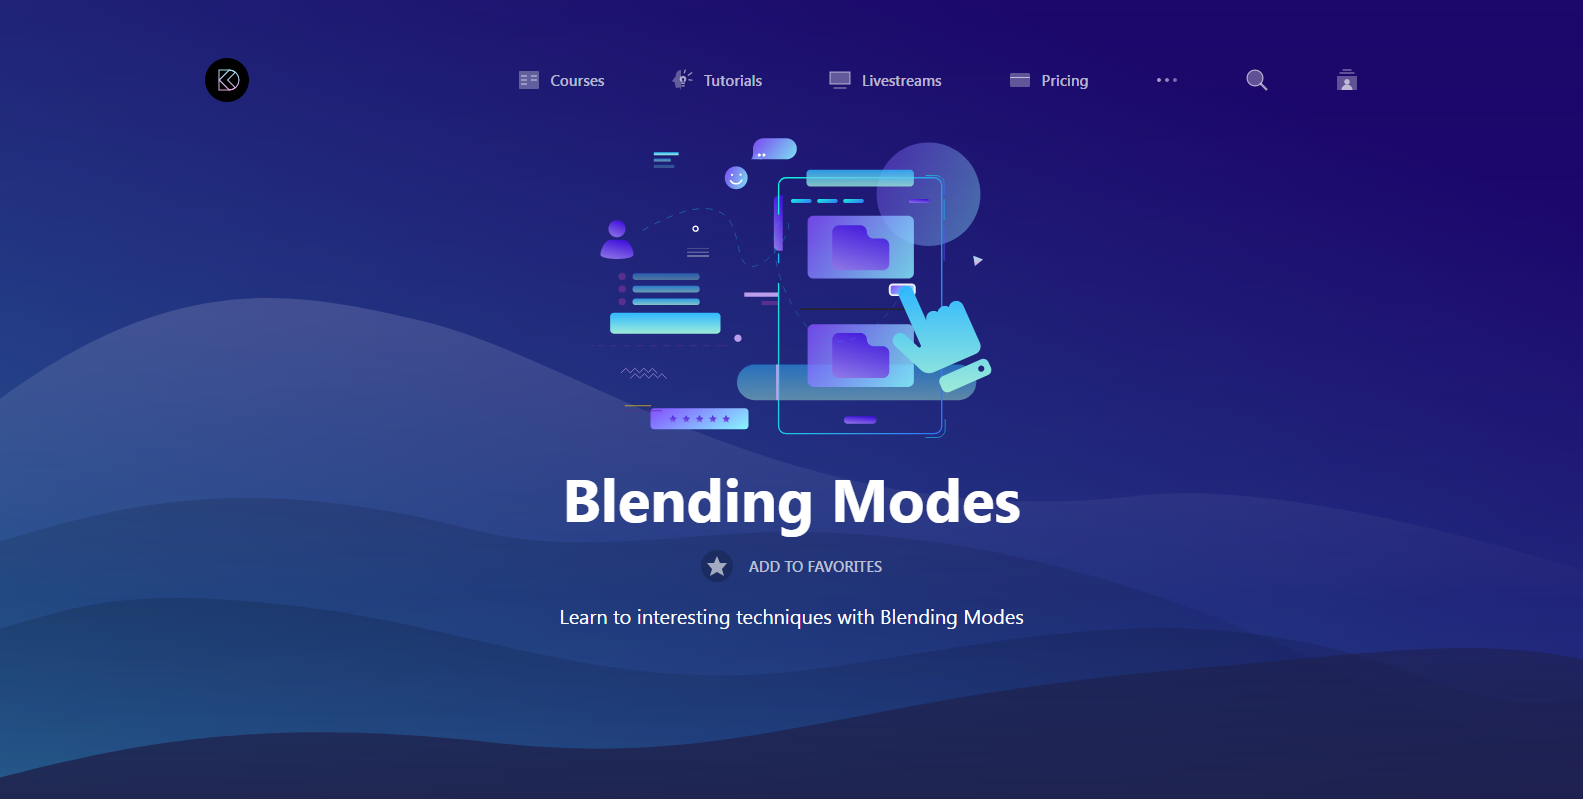 Courses
Tutorials
Livestreams
Pricing
Blending Modes
ADD TO FAVORITES
Learn to interesting techniques with Blending Modes